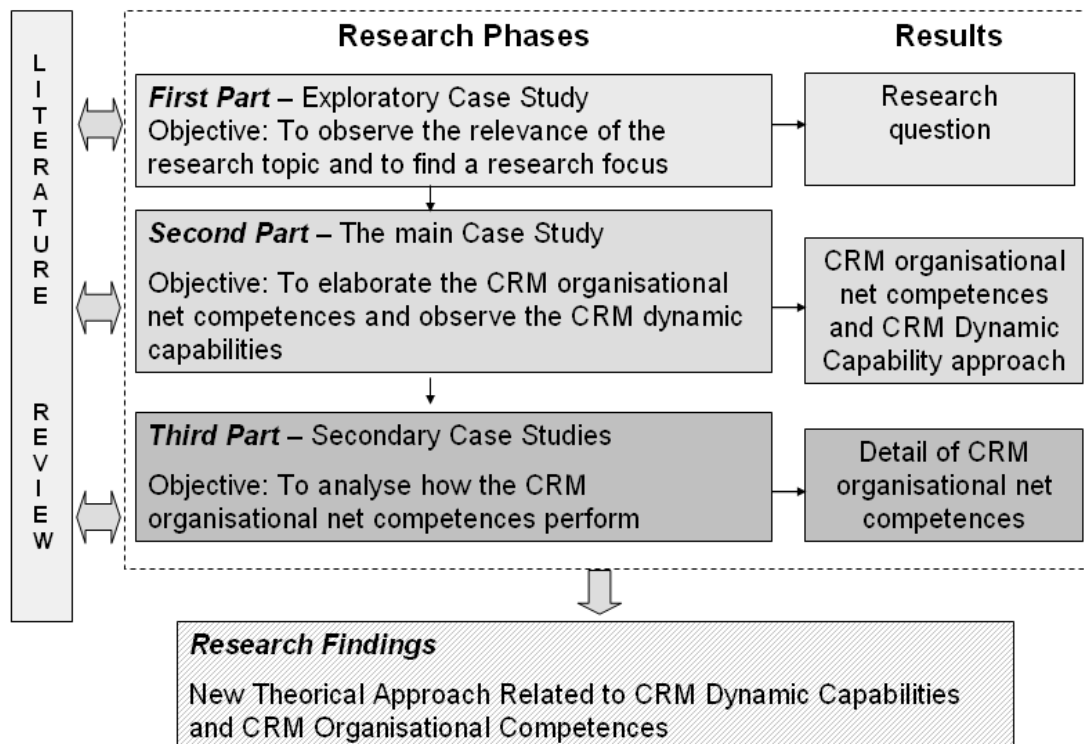 LITERATURE REVIEW
Research Phases
Results
First Part – Exploratory Case Study
Objective: To observe the relevance of the
research topic and to find a research focus
Research
question
Second Part – The main Case Study
Objective: To elaborate the CRM organisational
net competences and observe the CRM dynamic
capabilities
CRM organisational
net competences
and CRM Dynamic
Capability approach
Third Part – Secondary Case Studies
Objective: To analyse how the CRM
organisational net competences perform
Detail of CRM
organisational net
competences
Research Findings
New Theorical Approach Related to CRM Dynamic Capabilities
and CRM Organisational Competences